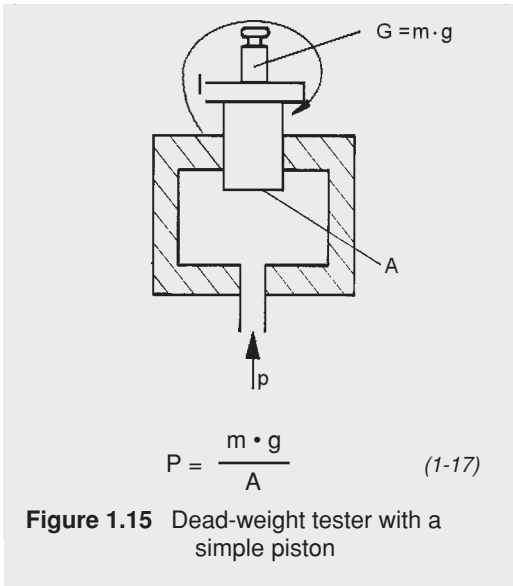 G =m·g
A
p
P = m • g / A (1-17)
Figure 1.15 Dead-weight tester with a
simple piston